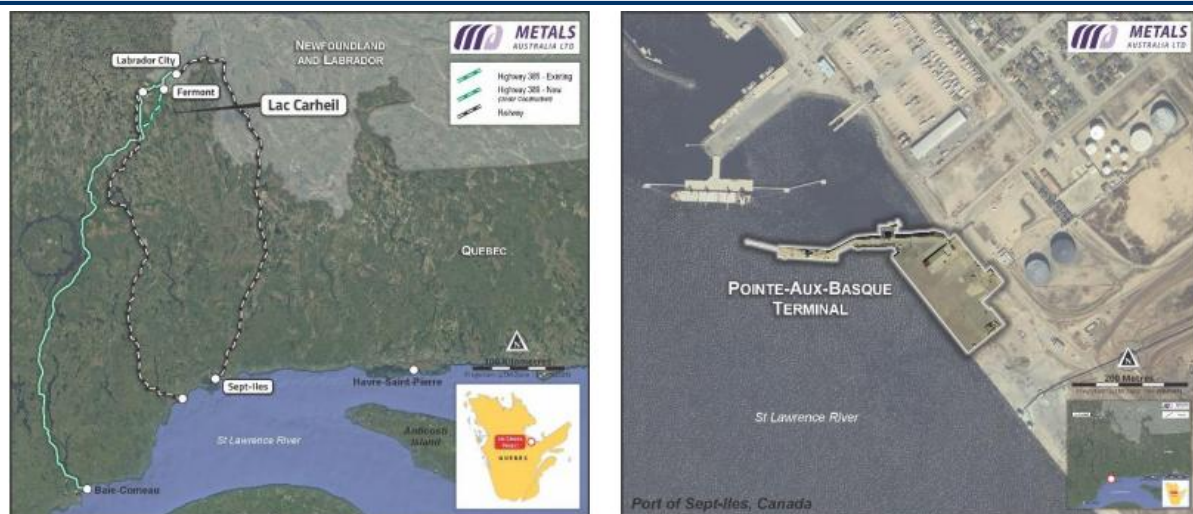 METALS
AUSTRALIA LTD
Highway 389 - Existing
Highway 389 - New
(Under Construction)
Railway
NEWFOUNDLAND
AND LABRADOR
Labrador City
Fermont
Lac Carheil
QUEBEC
Sept-Iles
Havre-Saint-Pierre
St Lawrence River
Anticosti
Island
Baie-Comeau
QUEBEC
METALS
AUSTRALIA LTD
POINTE-AUX-BASQUE
TERMINAL
200 Metres
St Lawrence River
Port of Sept-Iles, Canada